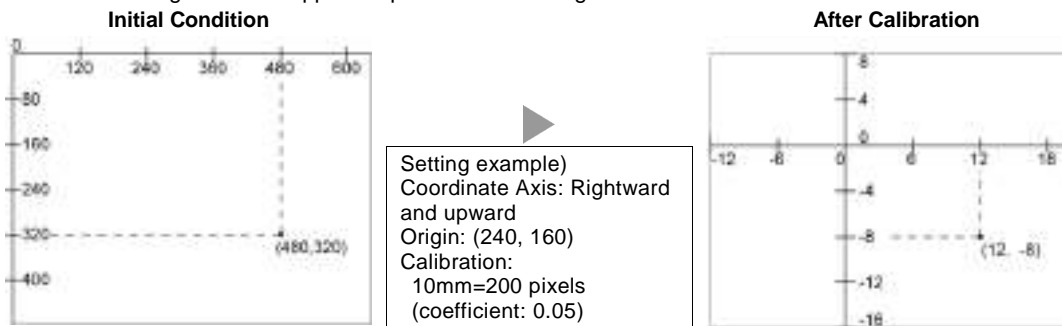 Initial Condition
After Calibration
0
120 240 360 480 600
80
160
240
320
400
(480,320)
Setting example)
Coordinate Axis: Rightward
and upward
Origin: (240, 160)
Calibration:
10mm=200 pixels
(coefficient: 0.05)
8
4
0
-12 -6 0 6 12 18
-4
-8
-12
-16
(12, -8)